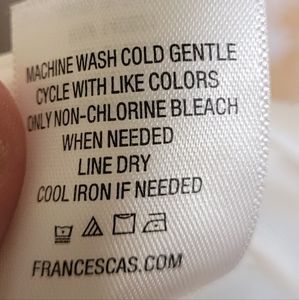 MACHINE WASH COLD GENTLE
CYCLE WITH LIKE COLORS
ONLY NON-CHLORINE BLEACH
WHEN NEEDED
LINE DRY
COOL IRON IF NEEDED
FRANCESCAS.COM